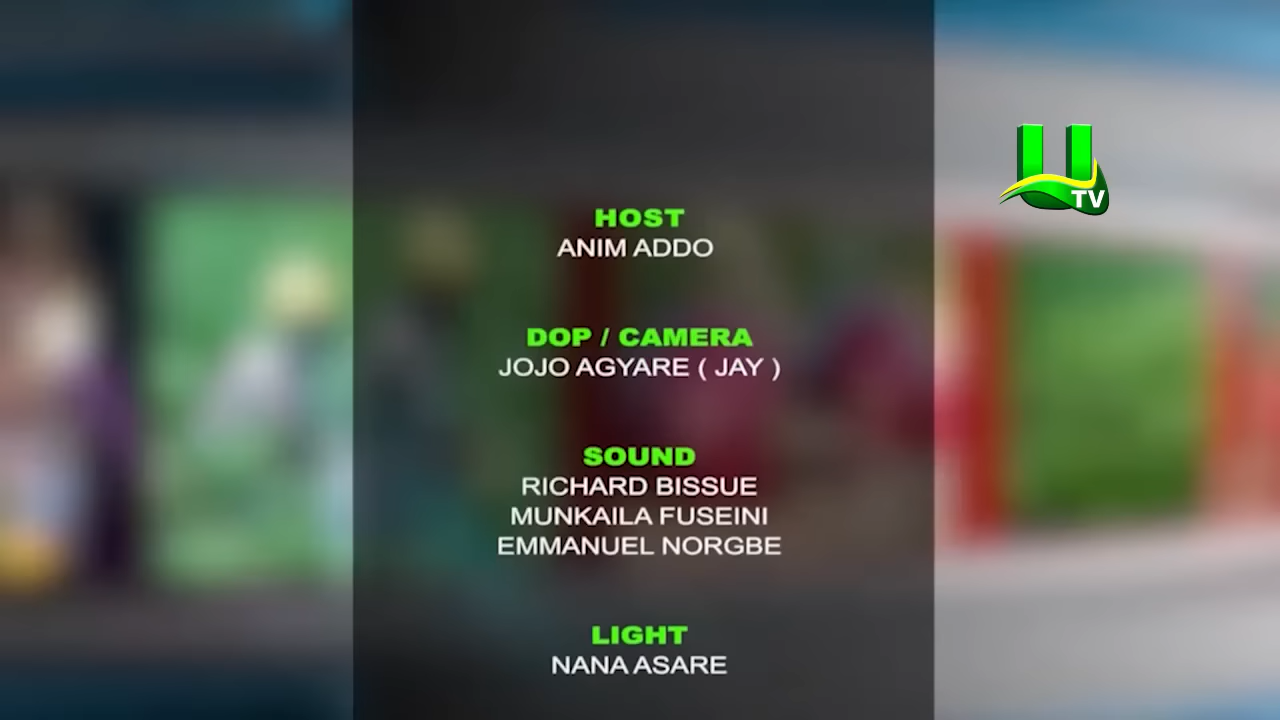 U
TV
HOST
ANIM ADDO
DOP / CAMERA
JOJO AGYARE ( JAY )
SOUND
RICHARD BISSUE
MUNKAILA FUSEINI
EMMANUEL NORGBE
LIGHT
NANA ASARE